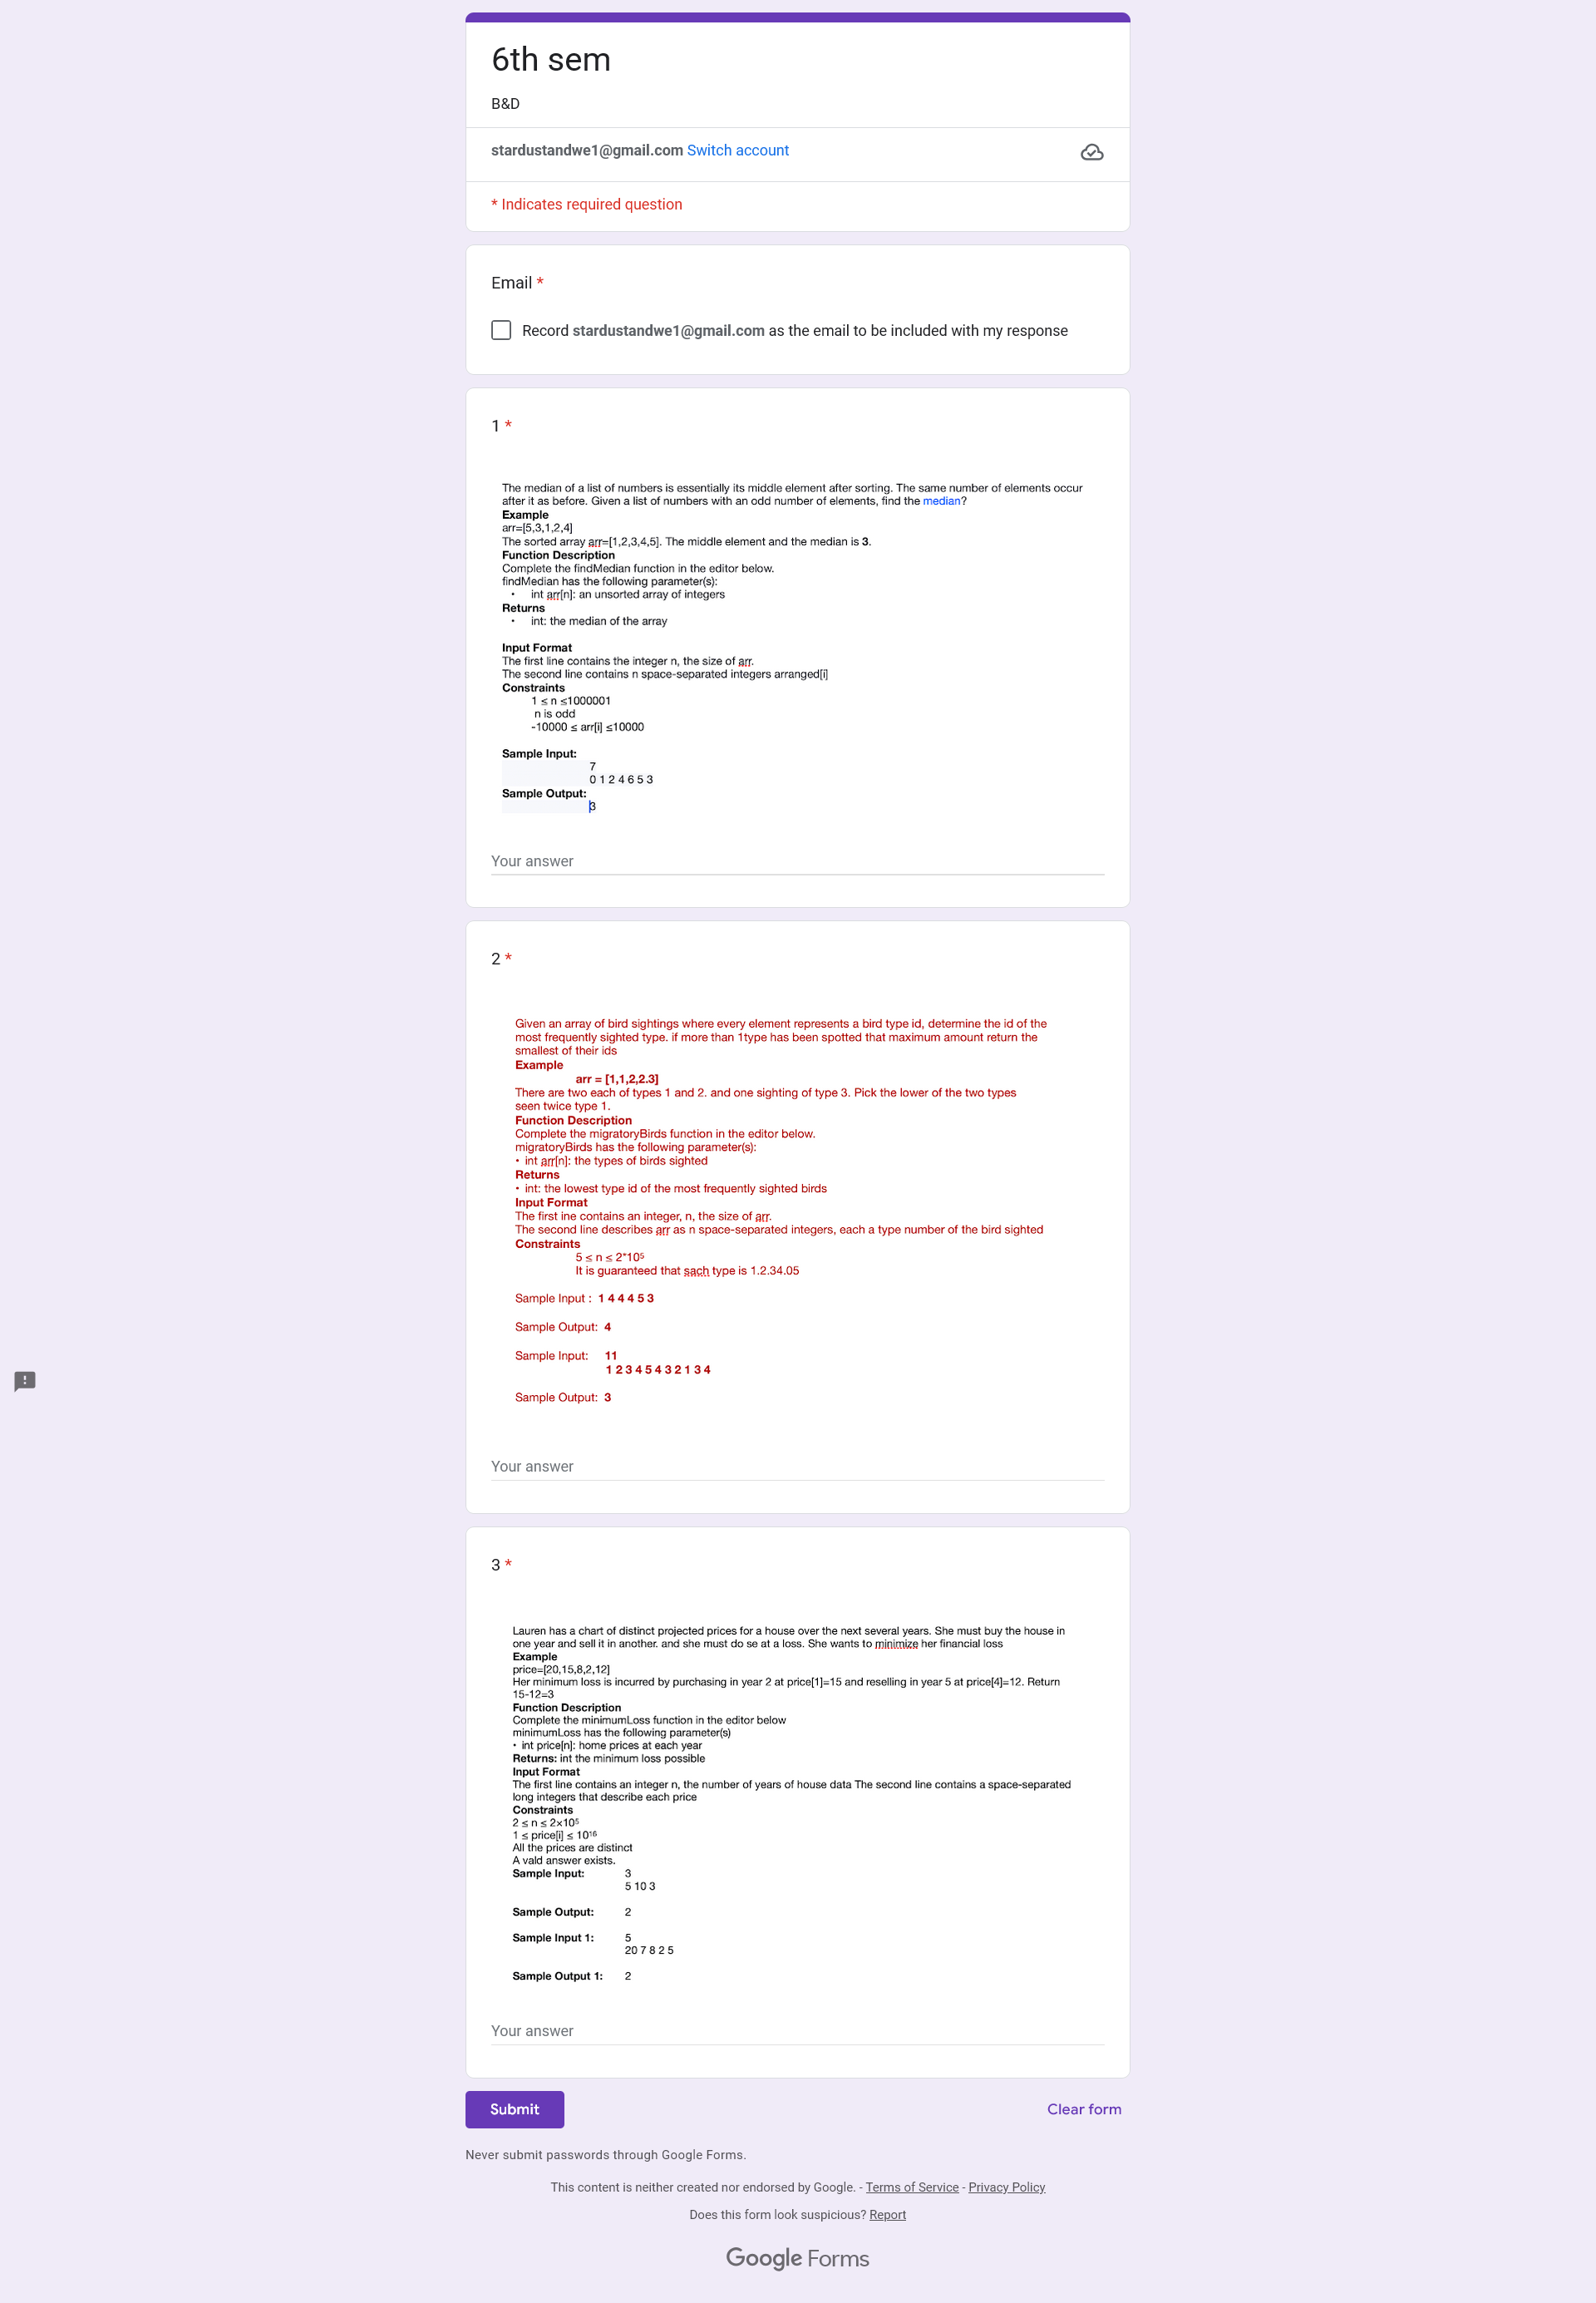 6th sem
B&D
stardustandwe1@gmail.com Switch account
* Indicates required question
Email *
Record stardustandwe1@gmail.com as the email to be included with my response
1 *
The median of a list of numbers is essentially its middle element after sorting. The same number of elements occur
after it as before. Given a list of numbers with an odd number of elements, find the median?
Example
arr=[5,3,1,2,4]
The sorted array arr=[1,2,3,4,5]. The middle element and the median is 3.
Function Description
Complete the findMedian function in the editor below.
findMedian has the following parameter(s):
• int arr[n]: an unsorted array of integers
Returns
• int: the median of the array
Input Format
The first line contains the integer n, the size of arr.
The second line contains n space-separated integers arranged[i]
Constraints
1 ≤ n ≤1000001
n is odd
-10000 ≤ arr[i] ≤10000
Sample Input:
7
0 1 2 4 6 5 3
Sample Output:
3
Your answer
2 *
Given an array of bird sightings where every element represents a bird type id, determine the id of the
most frequently sighted type. if more than 1type has been spotted that maximum amount return the
smallest of their ids
Example
arr = [1,1,2,2.3]
There are two each of types 1 and 2. and one sighting of type 3. Pick the lower of the two types
seen twice type 1.
Function Description
Complete the migratoryBirds function in the editor below.
migratoryBirds has the following parameter(s):
• int arr[n]: the types of birds sighted
Returns
• int: the lowest type id of the most frequently sighted birds
Input Format
The first ine contains an integer, n, the size of arr.
The second line describes arr as n space-separated integers, each a type number of the bird sighted
Constraints
5 ≤ n ≤ 2*10⁵
It is guaranteed that sach type is 1.2.34.05
Sample Input : 1 4 4 4 5 3
Sample Output: 4
Sample Input: 11
1 2 3 4 5 4 3 2 1 3 4
Sample Output: 3
Your answer
3 *
Lauren has a chart of distinct projected prices for a house over the next several years. She must buy the house in
one year and sell it in another. and she must do se at a loss. She wants to minimize her financial loss
Example
price=[20,15,8,2,12]
Her minimum loss is incurred by purchasing in year 2 at price[1]=15 and reselling in year 5 at price[4]=12. Return
15-12=3
Function Description
Complete the minimumLoss function in the editor below
minimumLoss has the following parameter(s)
• int price[n]: home prices at each year
Returns: int the minimum loss possible
Input Format
The first line contains an integer n, the number of years of house data The second line contains a space-separated
long integers that describe each price
Constraints
2 ≤ n ≤ 2×10⁵
1 ≤ price[i] ≤ 10¹⁶
All the prices are distinct
A vald answer exists.
Sample Input: 3
5 10 3
Sample Output: 2
Sample Input 1: 5
20 7 8 2 5
Sample Output 1: 2
Your answer
Submit Clear form
Never submit passwords through Google Forms.
This content is neither created nor endorsed by Google. - Terms of Service - Privacy Policy
Does this form look suspicious? Report
Google Forms